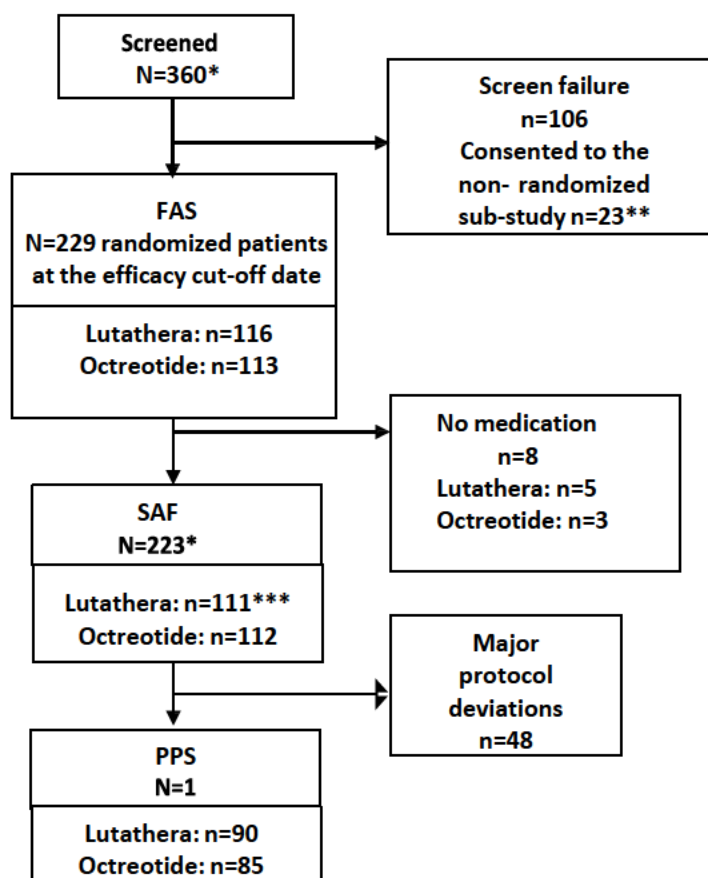 Screened
N=360*
Screen failure
n=106
Consented to the
non- randomized
sub-study n=23**
FAS
N=229 randomized patients
at the efficacy cut-off date
Lutathera: n=116
Octreotide: n=113
No medication
n=8
Lutathera: n=5
Octreotide: n=3
SAF
N=223*
Lutathera: n=111***
Octreotide: n=112
Major
protocol
deviations
n=48
PPS
N=1
Lutathera: n=90
Octreotide: n=85